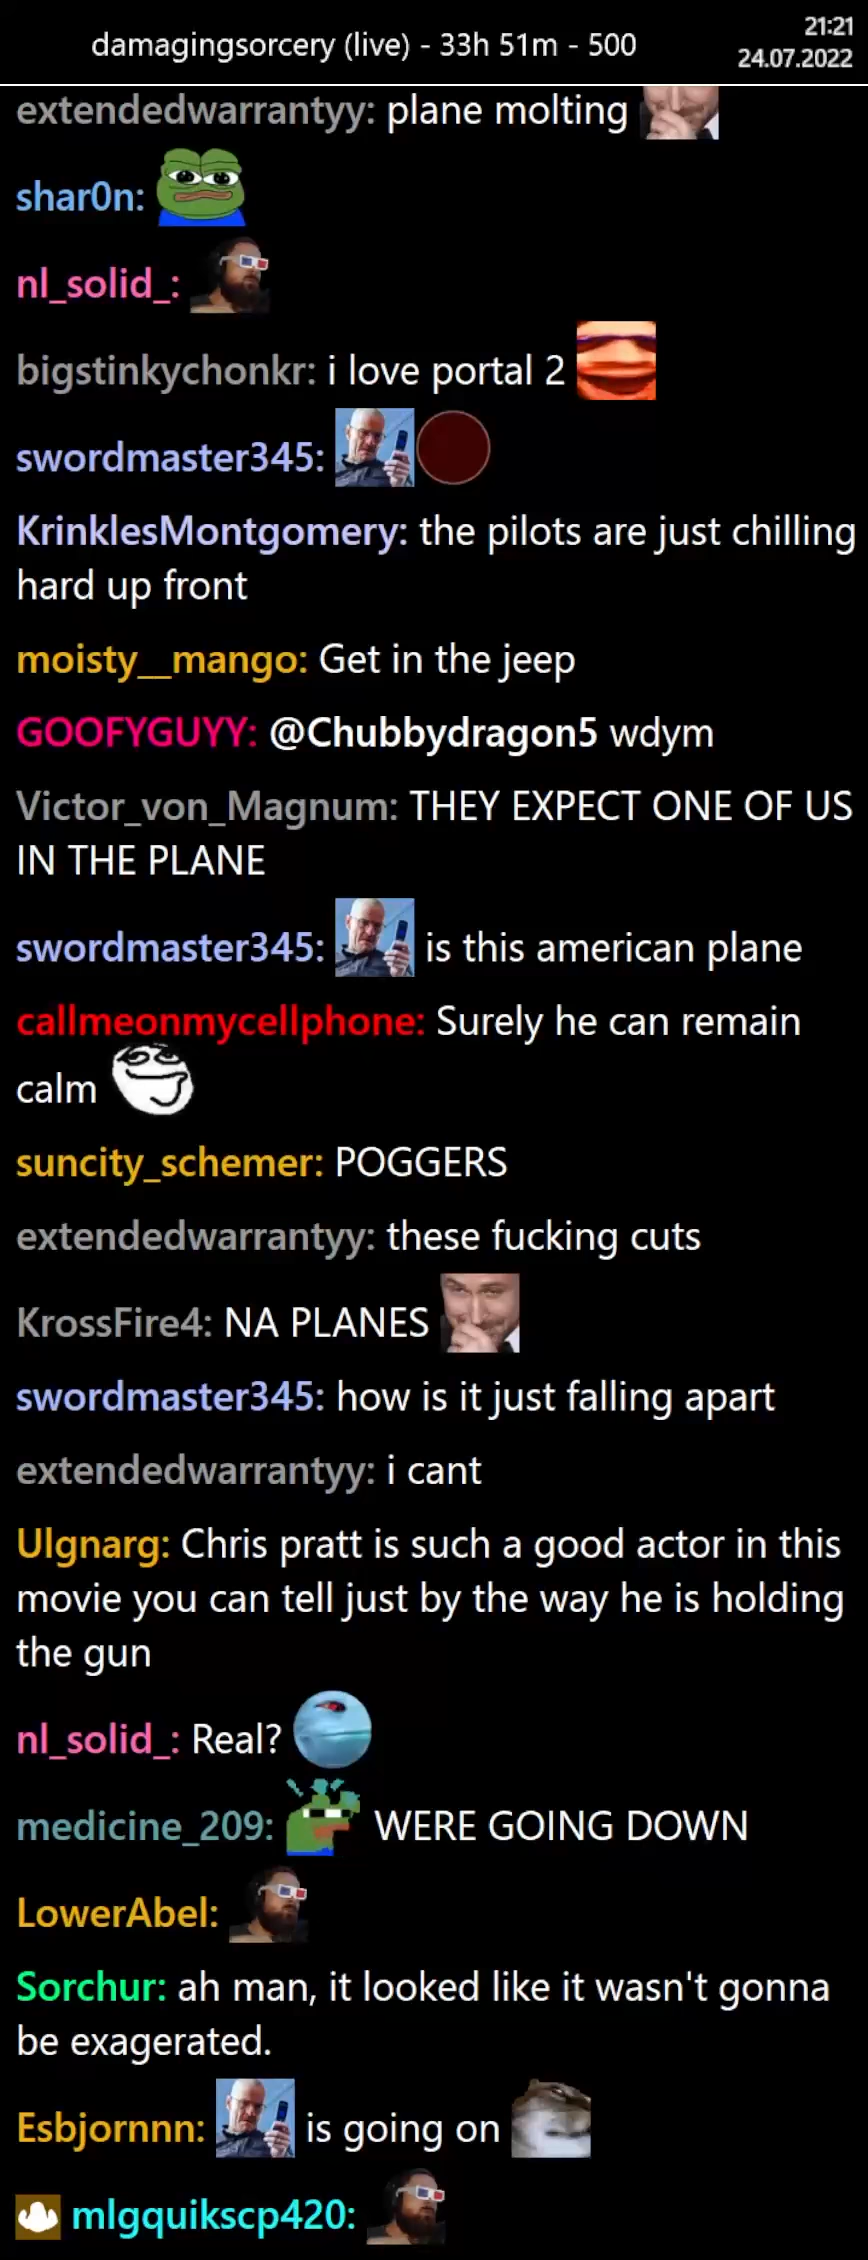 damagingsorcery (live) - 33h 51m - 500
21:21
24.07.2022
extendedwarrantyy: plane molting
shar0n:
nl_solid_:
bigstinkychonkr: i love portal 2
swordmaster345:
KrinklesMontgomery: the pilots are just chilling
hard up front
moisty__mango: Get in the jeep
GOOFYGUYY: @Chubbydragon5 wdym
Victor_von_Magnum: THEY EXPECT ONE OF US
IN THE PLANE
swordmaster345: is this american plane
callmeonmycellphone: Surely he can remain
calm
suncity_schemer: POGGERS
extendedwarrantyy: these fucking cuts
KrossFire4: NA PLANES
swordmaster345: how is it just falling apart
extendedwarrantyy: i cant
Ulgnarg: Chris pratt is such a good actor in this
movie you can tell just by the way he is holding
the gun
nl_solid_: Real?
medicine_209: WERE GOING DOWN
LowerAbel:
Sorchur: ah man, it looked like it wasn't gonna
be exagerated.
Esbjornnn: is going on
mlgquikscp420: